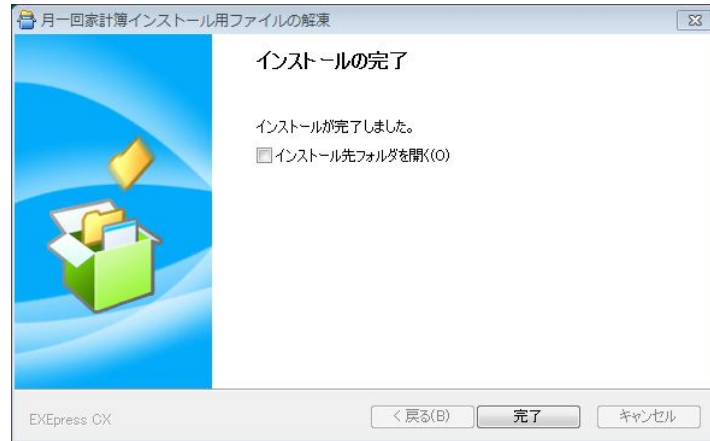 月一回家計簿インストール用ファイルの解凍
インストールの完了
インストールが完了しました。
インストール先フォルダを開く(O)
EXEpress CX
< 戻る(B)
完了
キャンセル